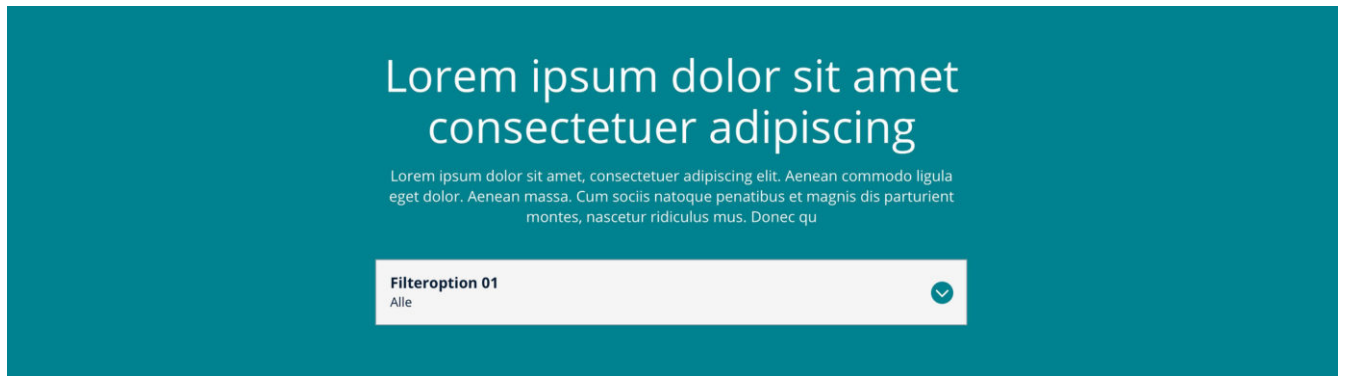 Lorem ipsum dolor sit amet
consectetuer adipiscing
Lorem ipsum dolor sit amet, consectetuer adipiscing elit. Aenean commodo ligula
eget dolor. Aenean massa. Cum sociis natoque penatibus et magnis dis parturient
montes, nascetur ridiculus mus. Donec qu
Filteroption 01
Alle